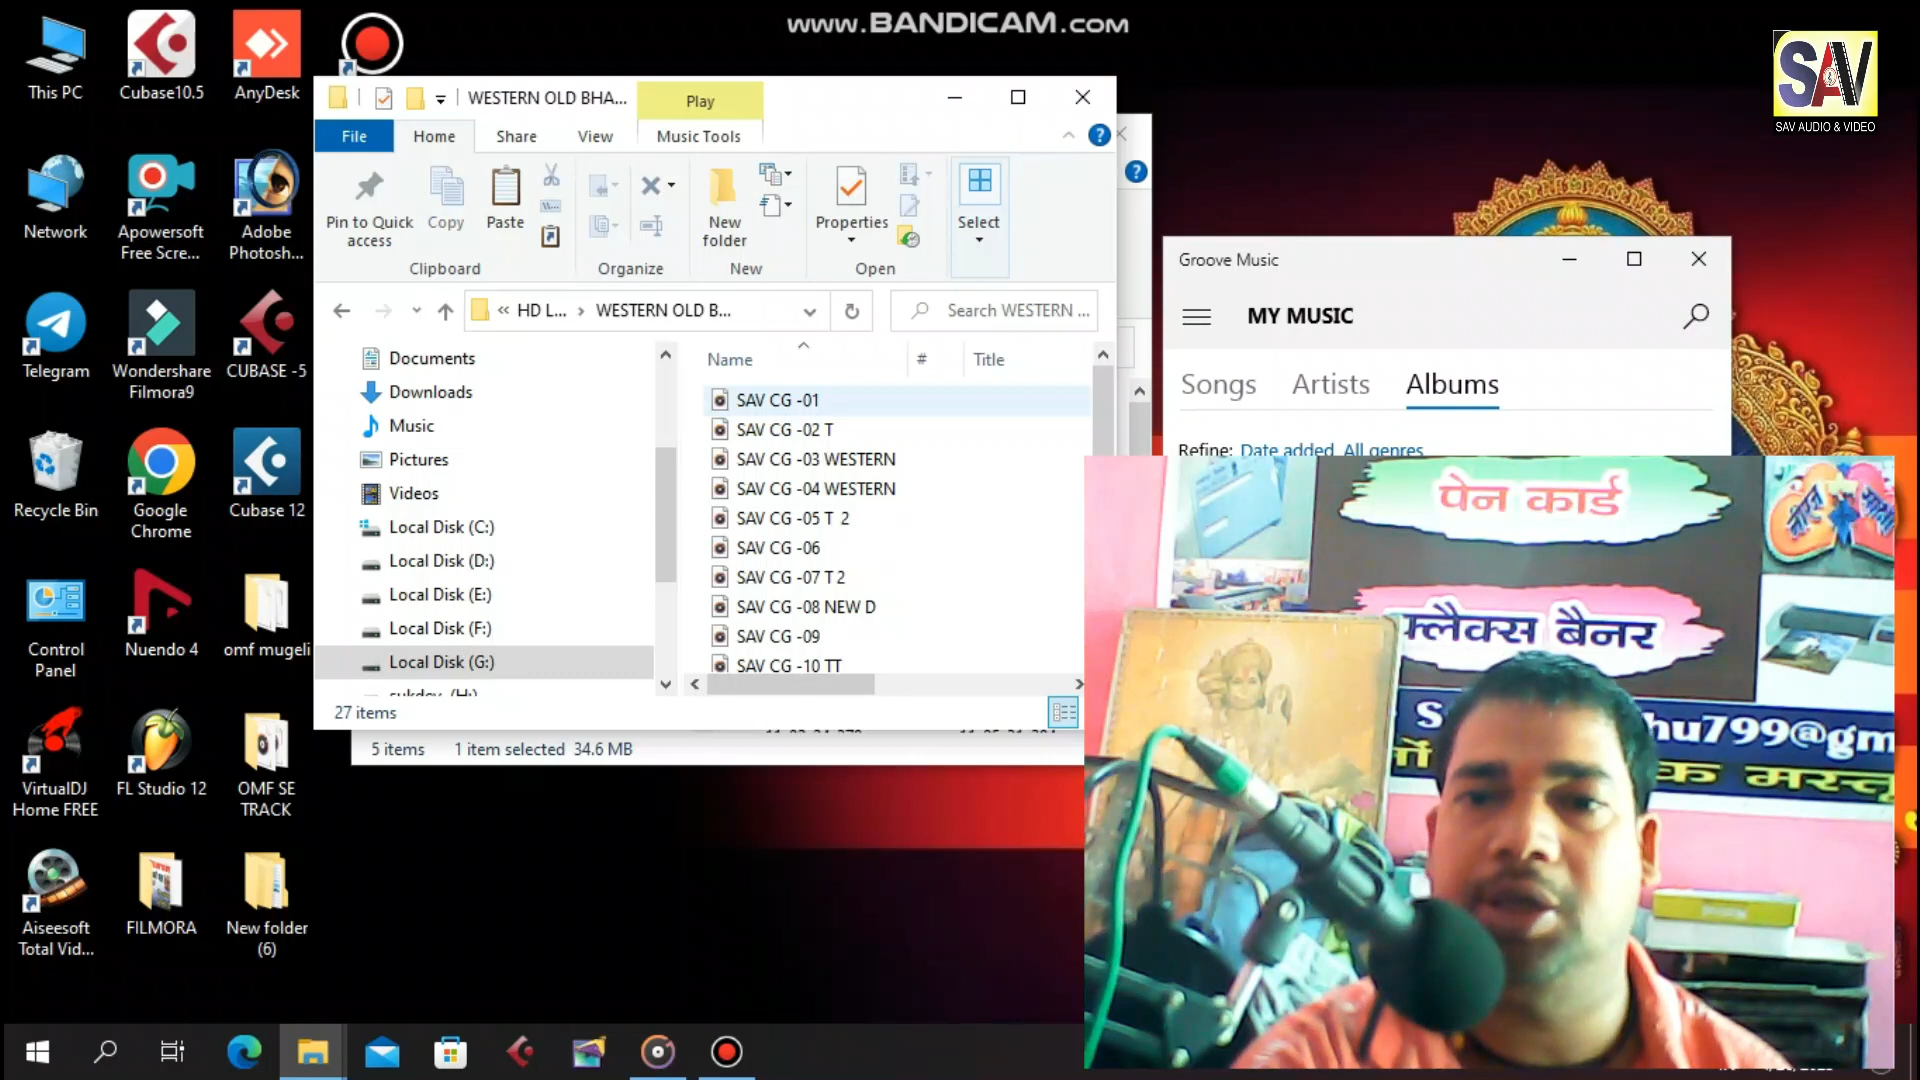 www.BANDICAM.com
SAV
SAV AUDIO & VIDEO
This PC
Cubase10.5
AnyDesk
Network
Apowersoft
Free Scre...
Adobe
Photosh...
Telegram
Wondershare
Filmora9
CUBASE -5
Recycle Bin
Google
Chrome
Cubase 12
Control
Panel
Nuendo 4
omf mugeli
VirtualDJ
Home FREE
FL Studio 12
OMF SE
TRACK
Aiseesoft
Total Vid...
FILMORA
New folder
(6)
WESTERN OLD BHA...
Play
File
Home
Share
View
Music Tools
Pin to Quick
access
Copy
Paste
New
folder
Properties
Select
Clipboard
Organize
New
Open
« HD L... › WESTERN OLD B...
Search WESTERN ...
Documents
Downloads
Music
Pictures
Videos
Local Disk (C:)
Local Disk (D:)
Local Disk (E:)
Local Disk (F:)
Local Disk (G:)
Name
#
Title
SAV CG -01
SAV CG -02 T
SAV CG -03 WESTERN
SAV CG -04 WESTERN
SAV CG -05 T 2
SAV CG -06
SAV CG -07 T 2
SAV CG -08 NEW D
SAV CG -09
SAV CG -10 TT
27 items
5 items
1 item selected 34.6 MB
Groove Music
MY MUSIC
Songs
Artists
Albums
Refine: Date added All genres
पेन कार्ड
फ्लैक्स बैनर
hu799@gm